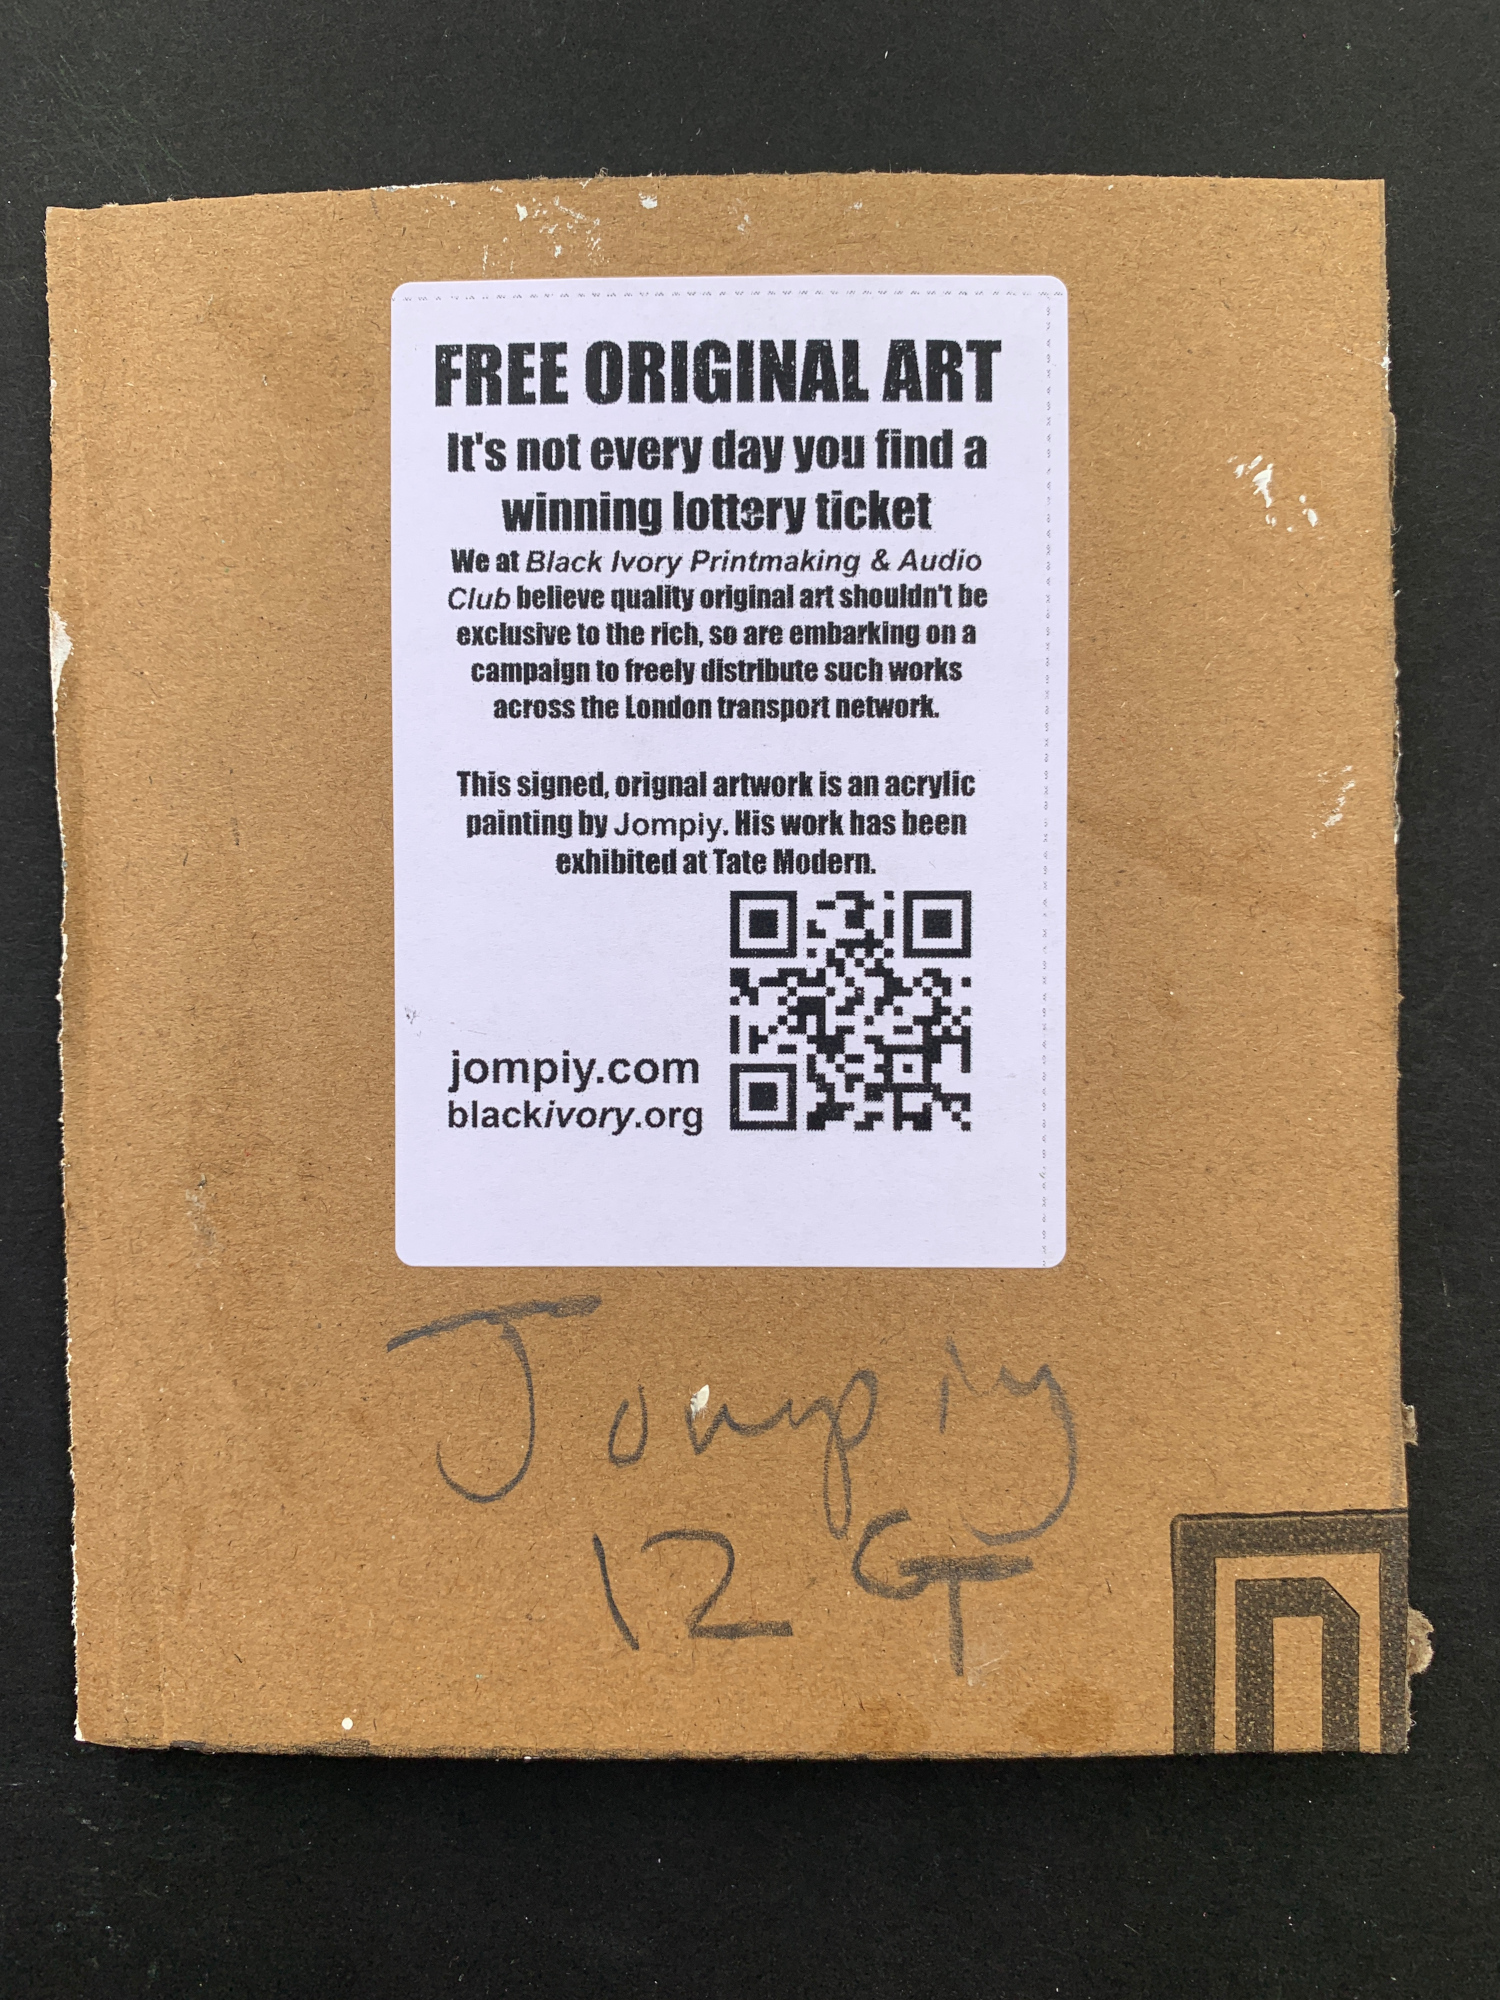 FREE ORIGINAL ART
It's not every day you find a
winning lottery ticket
We at Black Ivory Printmaking & Audio
Club believe quality original art shouldn't be
exclusive to the rich, so are embarking on a
campaign to freely distribute such works
across the London transport network.
This signed, orignal artwork is an acrylic
painting by Jompiy. His work has been
exhibited at Tate Modern.
jompiy.com
blackivory.org
Jompiy
12 GT